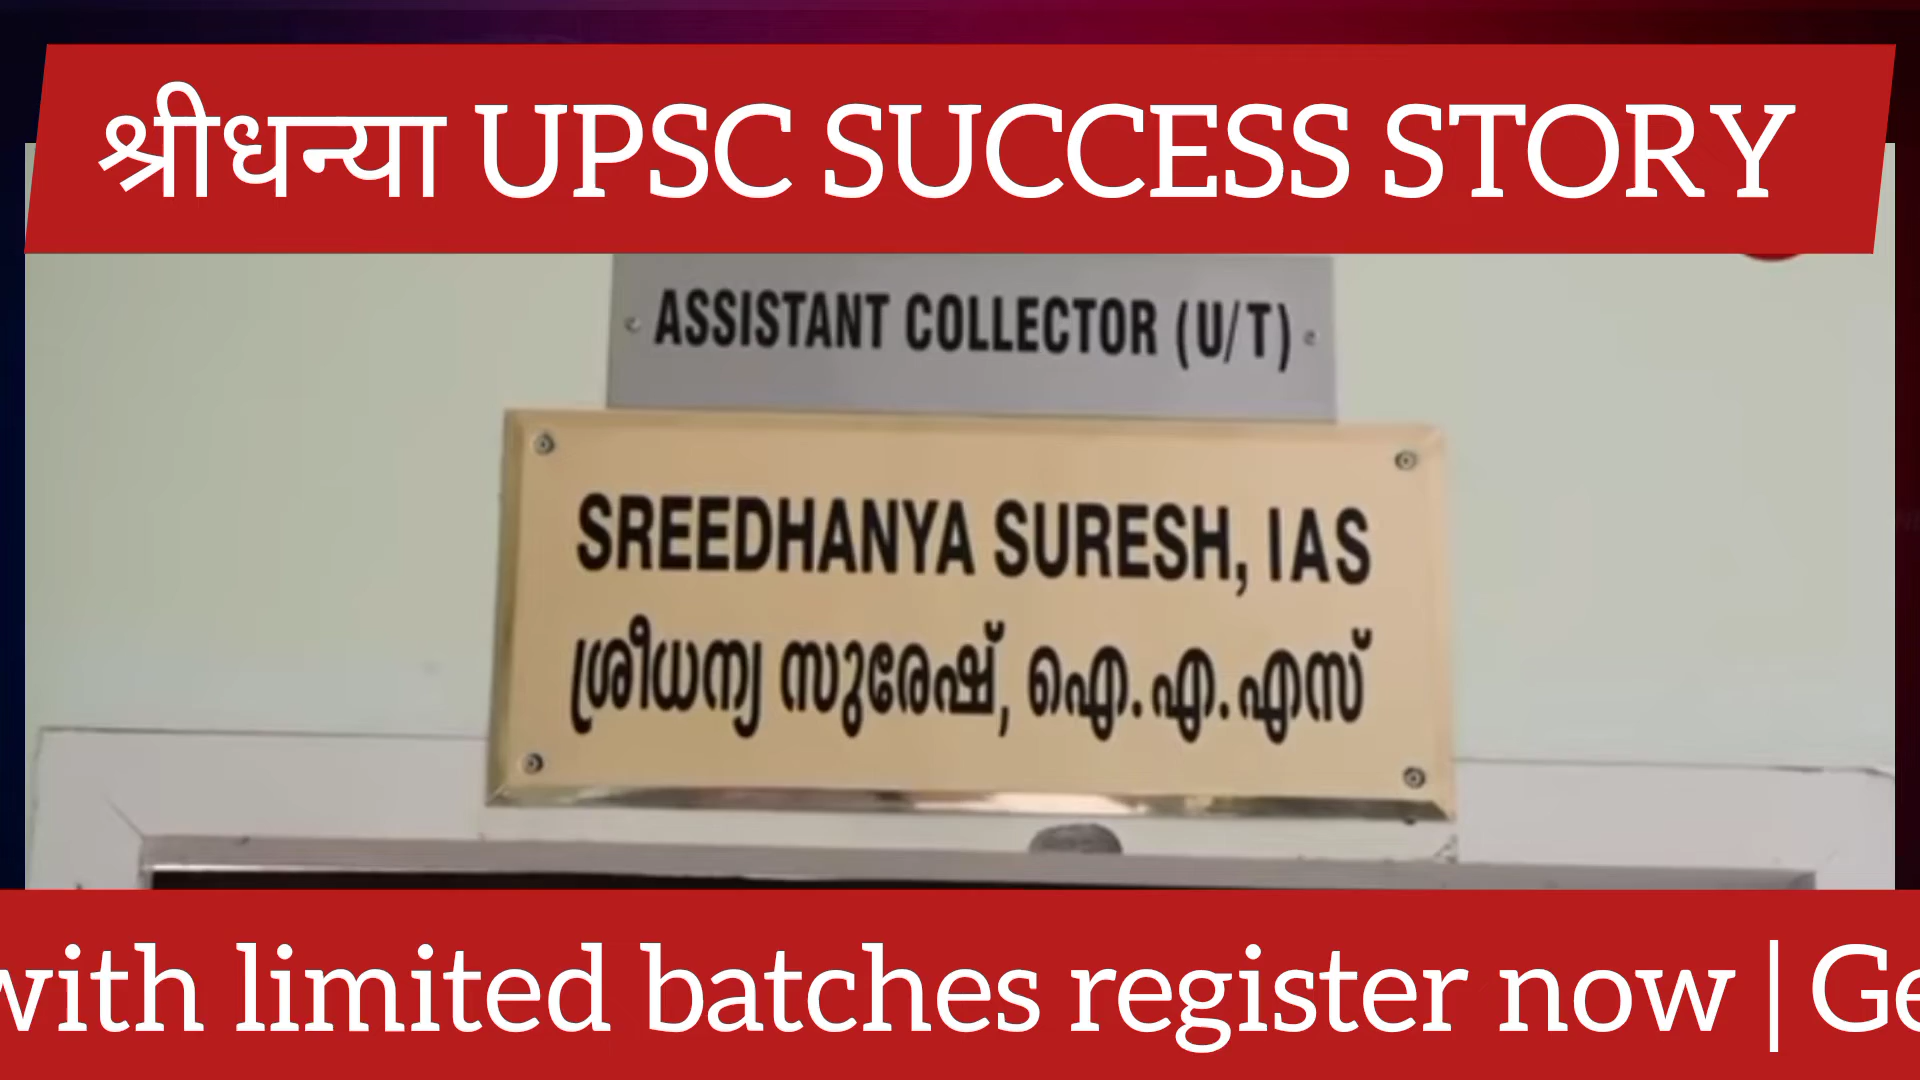 श्रीधन्या UPSC SUCCESS STORY
ASSISTANT COLLECTOR (U/T)
SREEDHANYA SURESH, IAS
ശ്രീധന്യ സുരേഷ്, ഐ.എ.എസ്
with limited batches register now | Ge